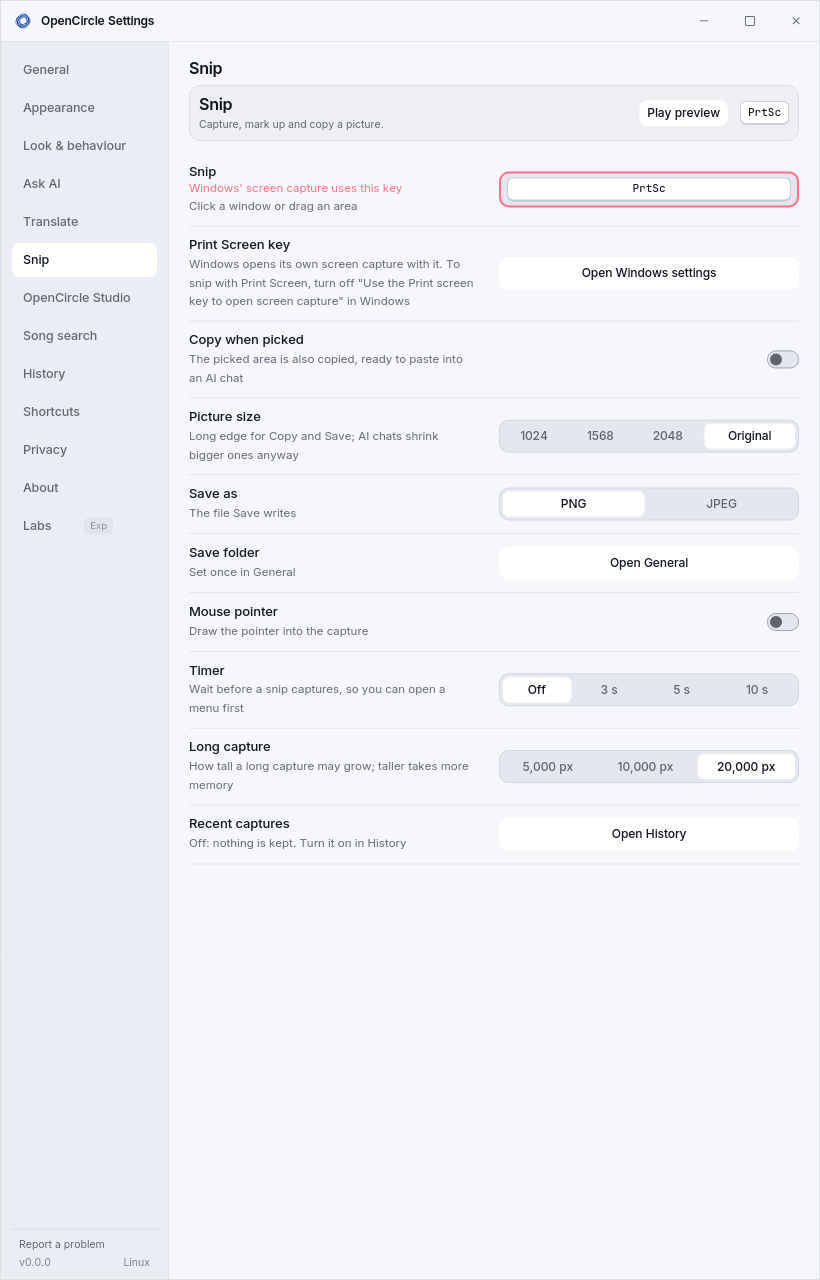 OpenCircle Settings
General
Appearance
Look & behaviour
Ask AI
Translate
Snip
OpenCircle Studio
Song search
History
Shortcuts
Privacy
About
Labs Exp
Report a problem
v0.0.0 Linux
Snip
Snip
Capture, mark up and copy a picture.
Play preview PrtSc
Snip
Windows' screen capture uses this key
Click a window or drag an area
PrtSc
Print Screen key
Windows opens its own screen capture with it. To
snip with Print Screen, turn off "Use the Print screen
key to open screen capture" in Windows
Open Windows settings
Copy when picked
The picked area is also copied, ready to paste into
an AI chat
Picture size
Long edge for Copy and Save; AI chats shrink
bigger ones anyway
1024 1568 2048 Original
Save as
The file Save writes
PNG JPEG
Save folder
Set once in General
Open General
Mouse pointer
Draw the pointer into the capture
Timer
Wait before a snip captures, so you can open a
menu first
Off 3 s 5 s 10 s
Long capture
How tall a long capture may grow; taller takes more
memory
5,000 px 10,000 px 20,000 px
Recent captures
Off: nothing is kept. Turn it on in History
Open History